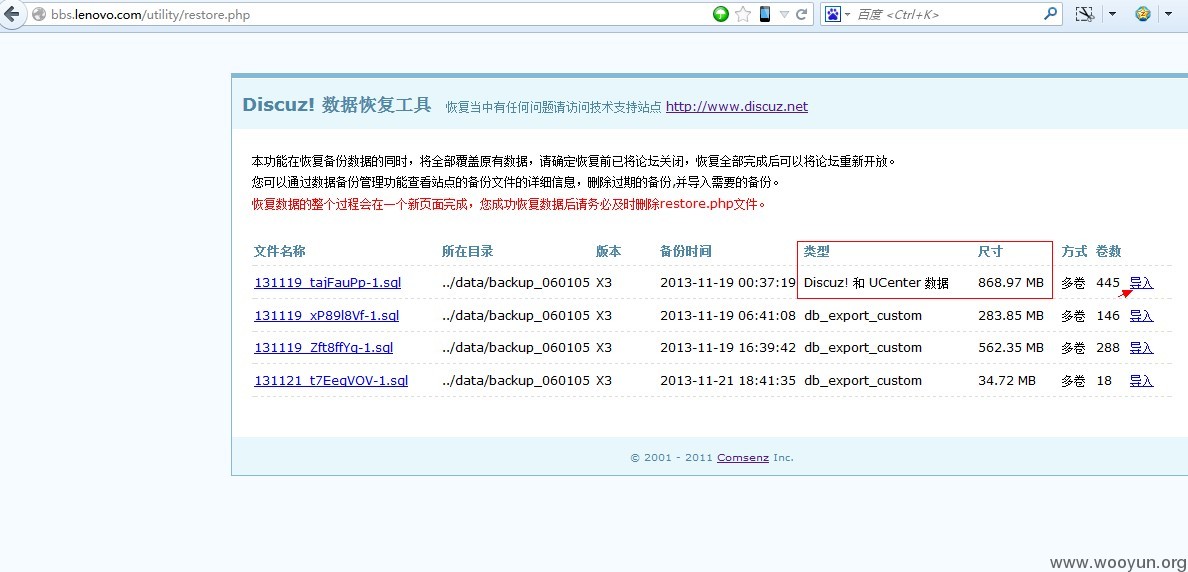 bbs.lenovo.com/utility/restore.php 百度 <Ctrl+K>
Discuz! 数据恢复工具 恢复当中有任何问题请访问技术支持站点 http://www.discuz.net
本功能在恢复备份数据的同时，将全部覆盖原有数据，请确定恢复前已将论坛关闭，恢复全部完成后可以将论坛重新开放。
您可以通过数据备份管理功能查看站点的备份文件的详细信息，删除过期的备份,并导入需要的备份。
恢复数据的整个过程会在一个新页面完成，您成功恢复数据后请务必及时删除restore.php文件。
文件名称 所在目录 版本 备份时间 类型 尺寸 方式 卷数
131119_tajFauPp-1.sql ../data/backup_060105 X3 2013-11-19 00:37:19 Discuz! 和 UCenter 数据 868.97 MB 多卷 445 导入
131119_xP89l8Vf-1.sql ../data/backup_060105 X3 2013-11-19 06:41:08 db_export_custom 283.85 MB 多卷 146 导入
131119_Zft8ffYq-1.sql ../data/backup_060105 X3 2013-11-19 16:39:42 db_export_custom 562.35 MB 多卷 288 导入
131121_t7EeqVOV-1.sql ../data/backup_060105 X3 2013-11-21 18:41:35 db_export_custom 34.72 MB 多卷 18 导入
© 2001 - 2011 Comsenz Inc.
www.wooyun.org